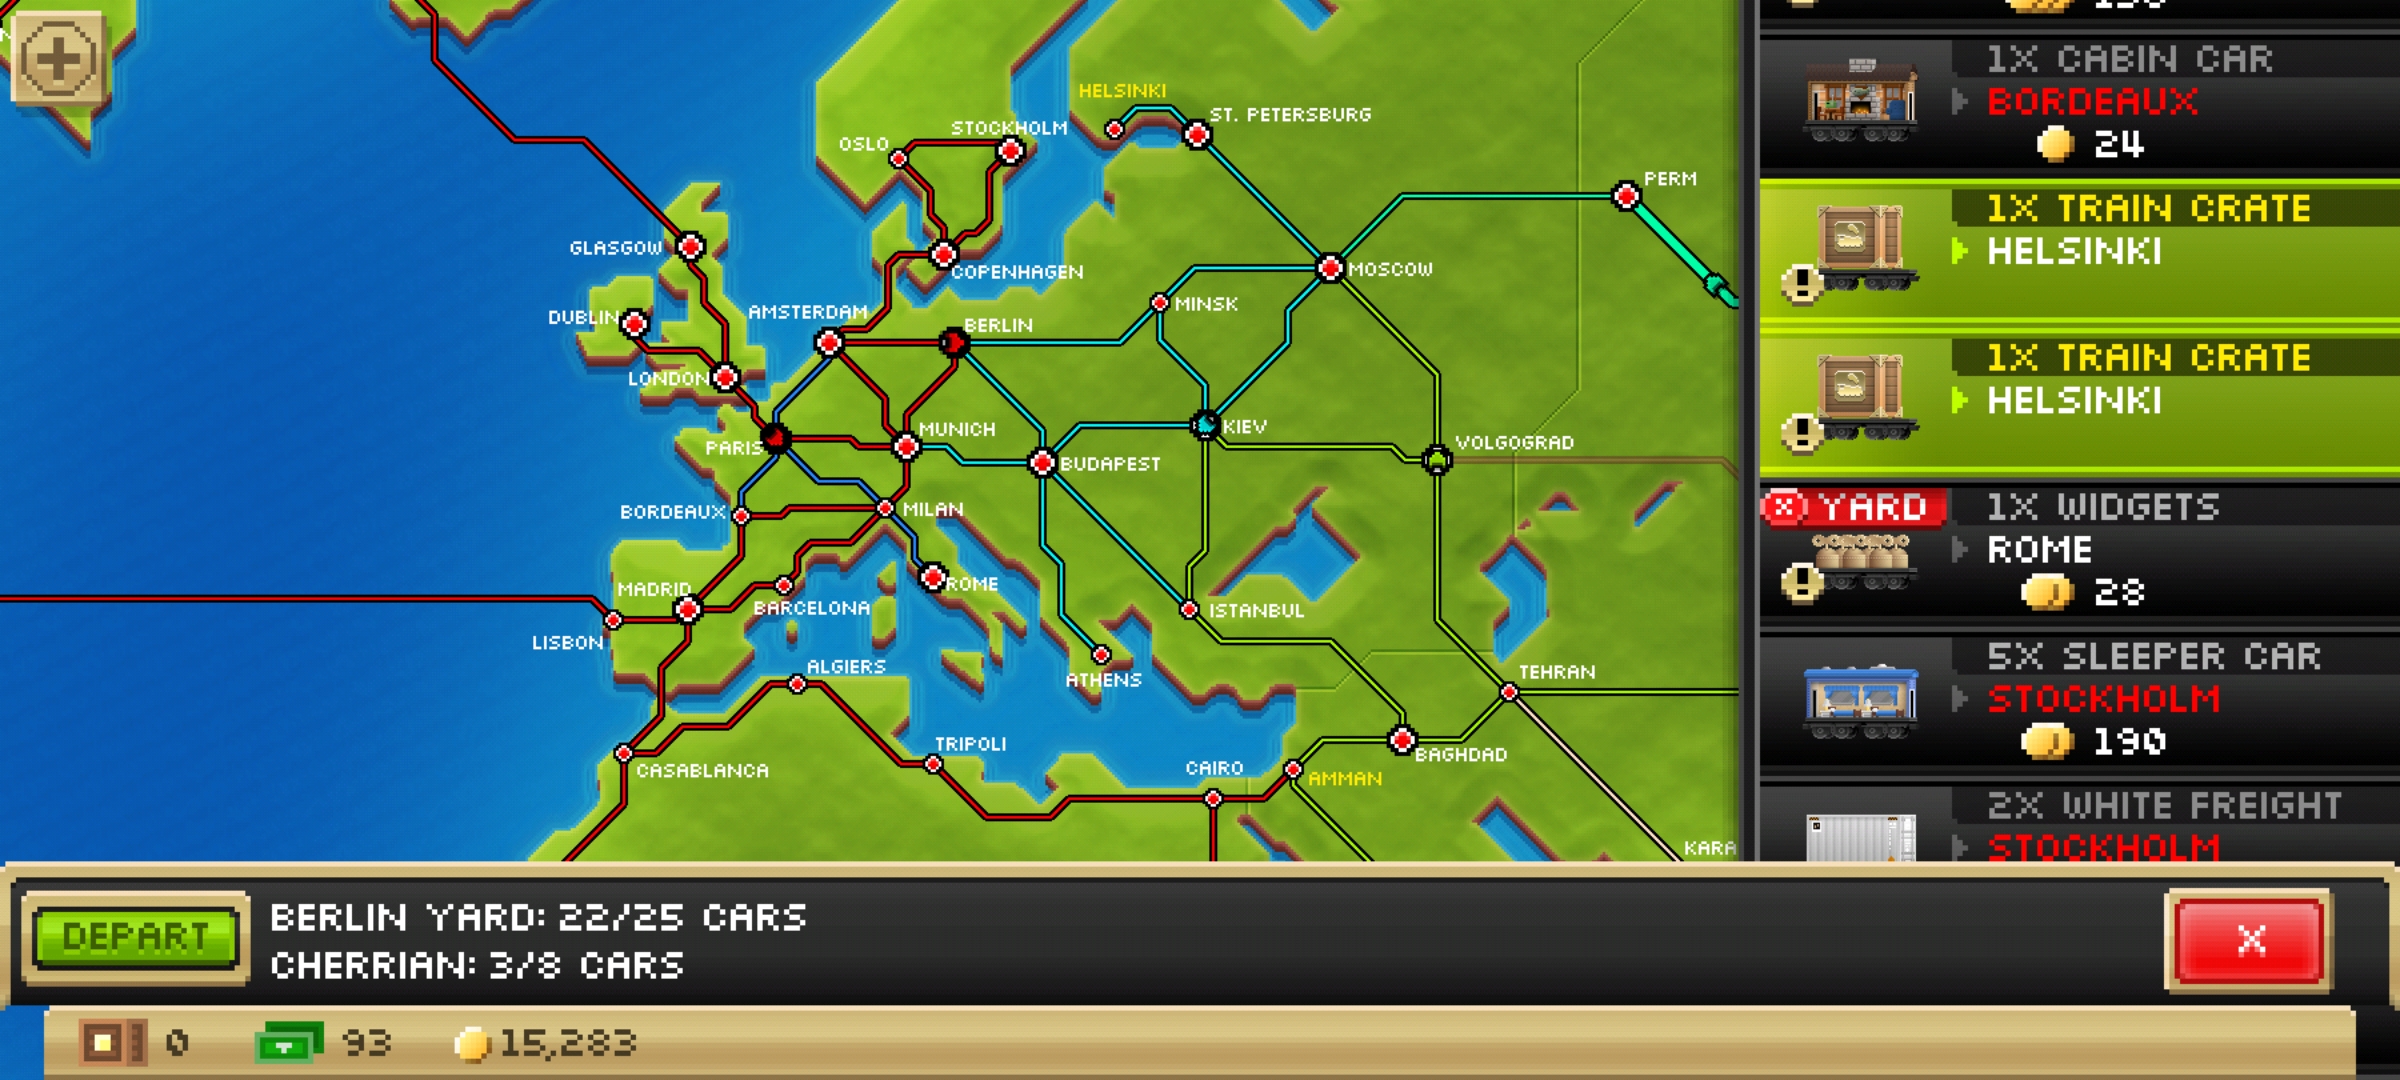 HELSINKI
ST. PETERSBURG
STOCKHOLM
OSLO
PERM
GLASGOW
COPENHAGEN
MOSCOW
MINSK
DUBLIN
AMSTERDAM
BERLIN
LONDON
MUNICH
KIEV
PARIS
BUDAPEST
VOLGOGRAD
BORDEAUX
MILAN
MADRID
ROME
BARCELONA
ISTANBUL
LISBON
ALGIERS
ATHENS
TEHRAN
TRIPOLI
CASABLANCA
CAIRO
AMMAN
BAGHDAD
KARA
1X CABIN CAR
BORDEAUX
24
1X TRAIN CRATE
HELSINKI
1X TRAIN CRATE
HELSINKI
YARD
1X WIDGETS
ROME
28
5X SLEEPER CAR
STOCKHOLM
190
2X WHITE FREIGHT
STOCKHOLM
DEPART
BERLIN YARD: 22/25 CARS
CHERRIAN: 3/8 CARS
X
0
93
15,283